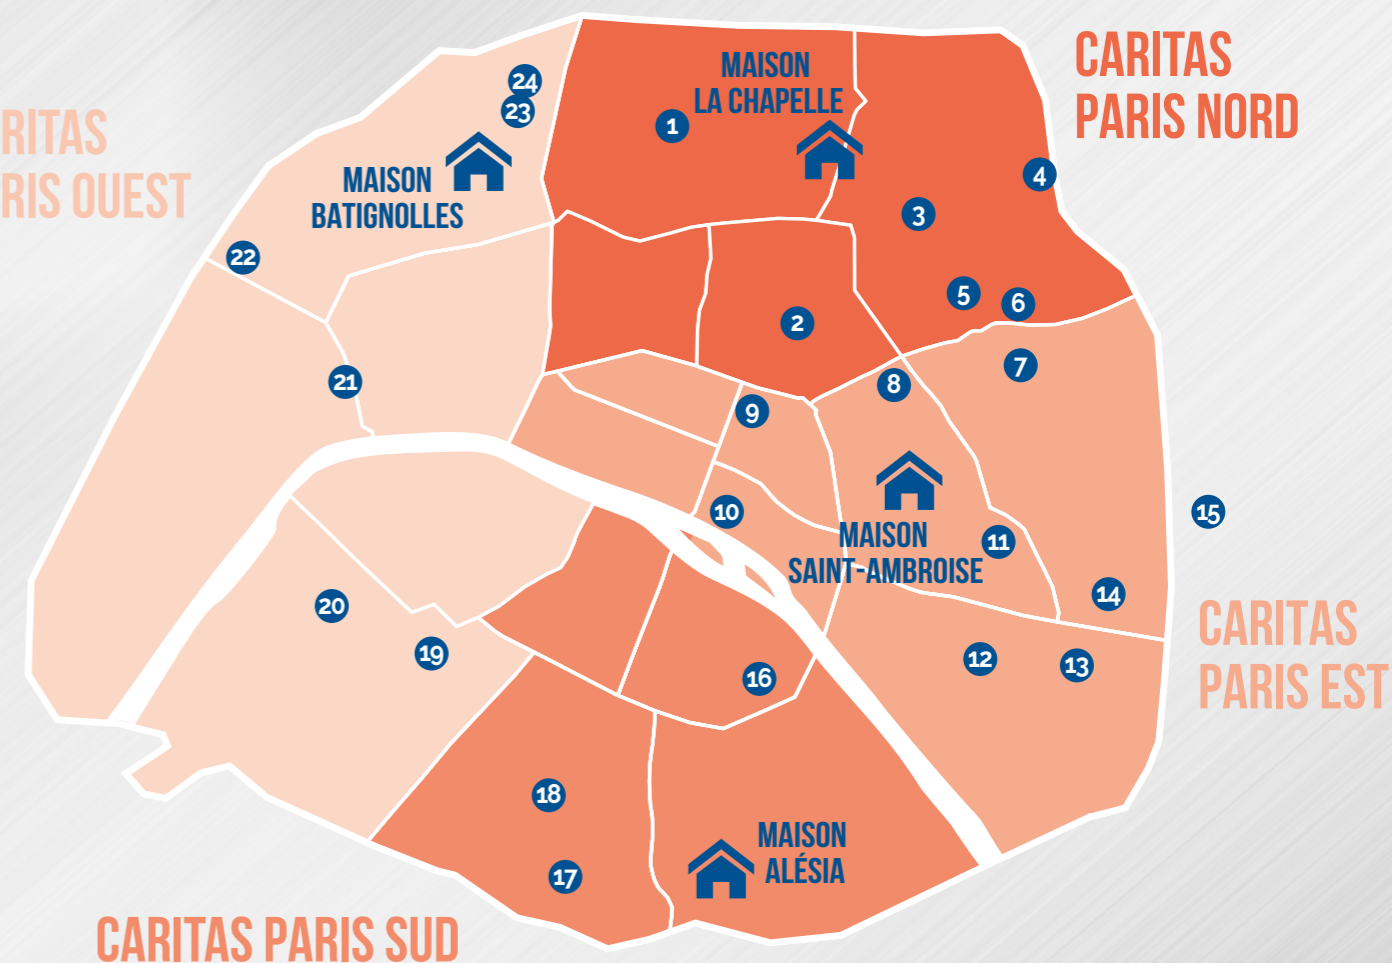 CARITAS
PARIS NORD
MAISON
LA CHAPELLE
RITAS
RIS OUEST
MAISON
BATIGNOLLES
24
23
1
4
3
22
5
6
2
7
21
8
9
10
15
MAISON
SAINT-AMBROISE
11
14
20
CARITAS
PARIS EST
19
12
13
16
18
MAISON
ALÉSIA
17
CARITAS PARIS SUD